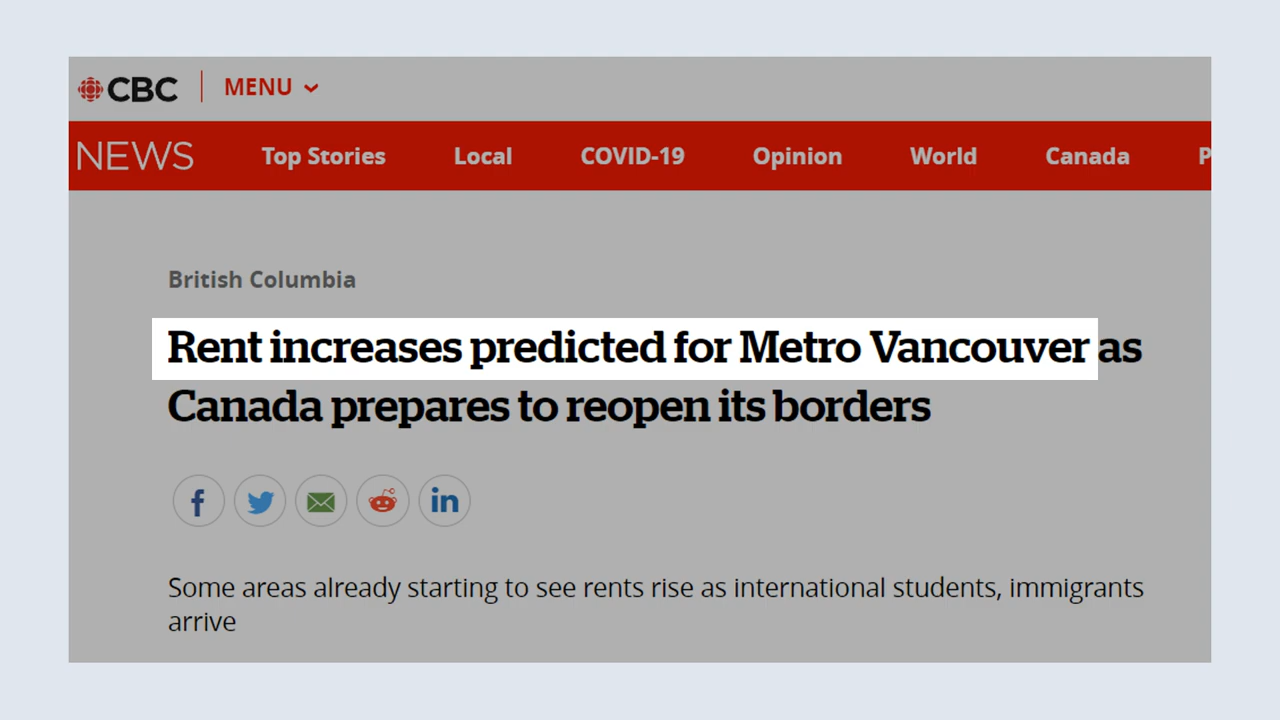 CBC MENU
NEWS Top Stories Local COVID-19 Opinion World Canada P
British Columbia
Rent increases predicted for Metro Vancouver as
Canada prepares to reopen its borders
Some areas already starting to see rents rise as international students, immigrants
arrive